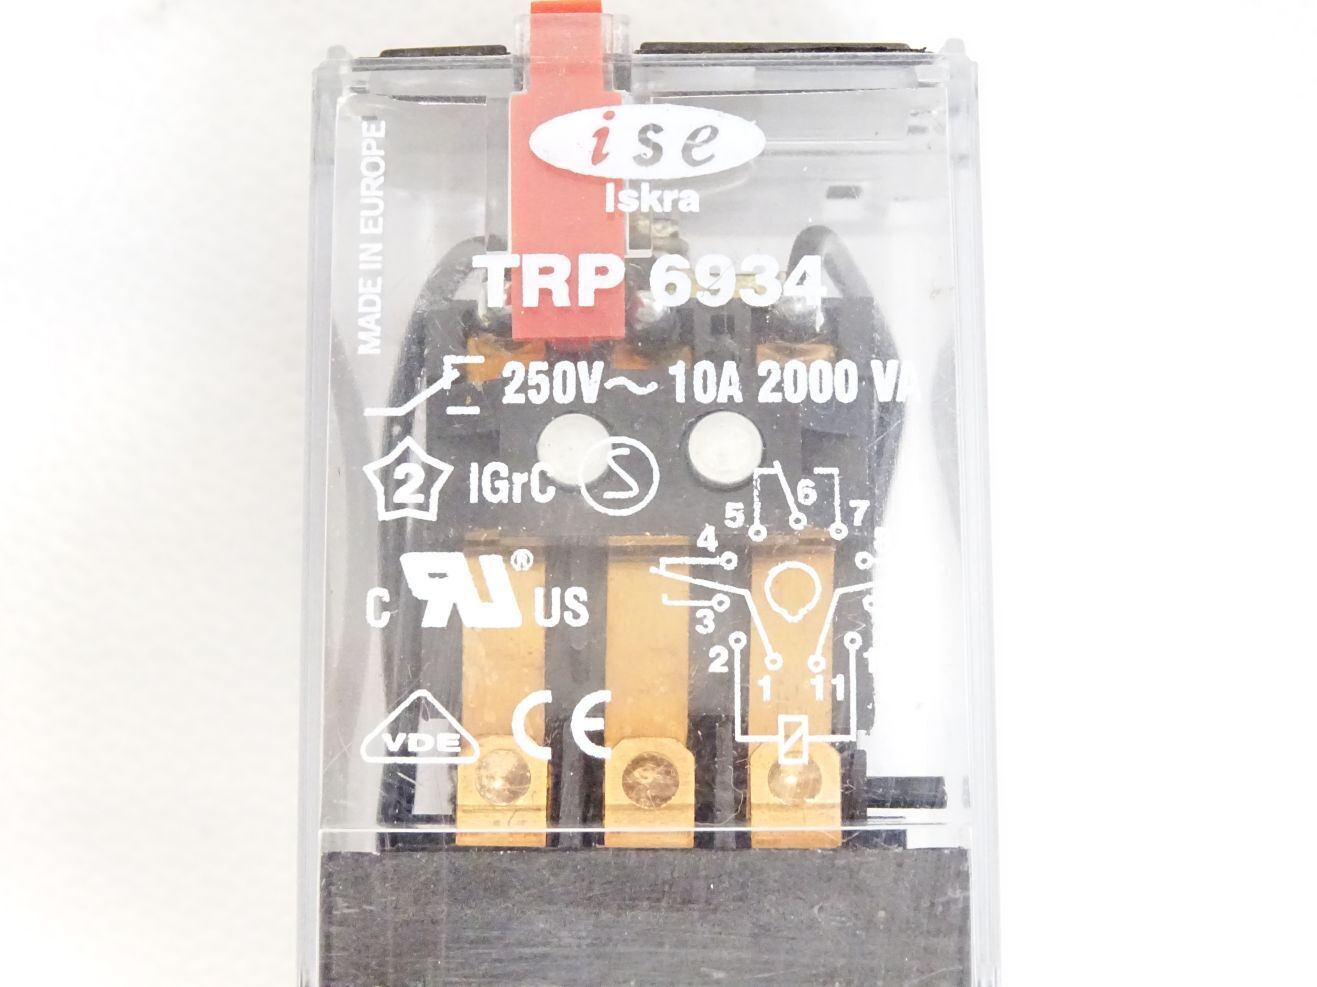 ise
Iskra
MADE IN EUROPE
TRP 6934
250V~ 10A 2000 VA
2 IGrC S
C RU® US
VDE CE
5 6 7
4
3
2
1 11